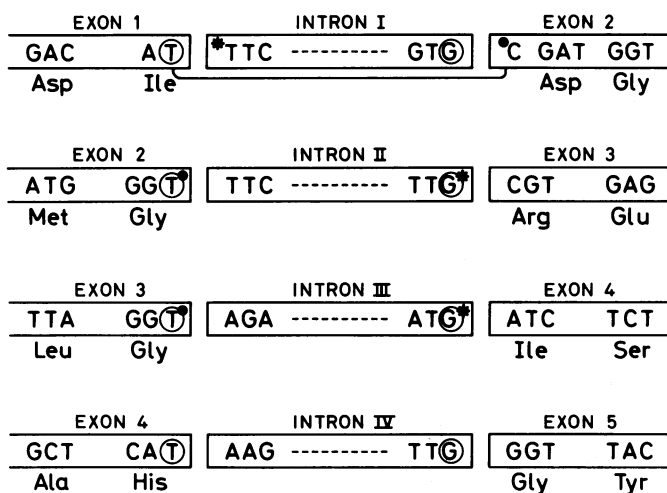 EXON 1 INTRON I EXON 2
GAC AT *TTC ---------- GTG •C GAT GGT
Asp Ile Asp Gly
EXON 2 INTRON II EXON 3
ATG GGT• TTC ---------- TTG* CGT GAG
Met Gly Arg Glu
EXON 3 INTRON III EXON 4
TTA GGT• AGA ---------- ATG* ATC TCT
Leu Gly Ile Ser
EXON 4 INTRON IV EXON 5
GCT CAT AAG ---------- TTG GGT TAC
Ala His Gly Tyr